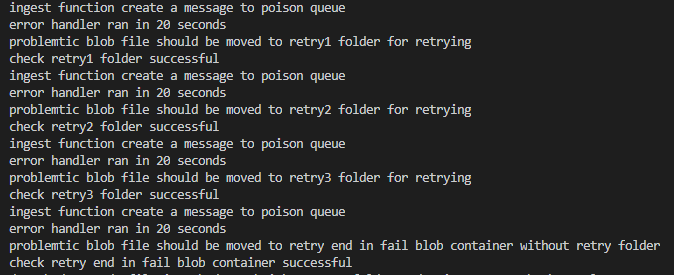 ingest function create a message to poison queue
error handler ran in 20 seconds
problemtic blob file should be moved to retry1 folder for retrying
check retry1 folder successful
ingest function create a message to poison queue
error handler ran in 20 seconds
problemtic blob file should be moved to retry2 folder for retrying
check retry2 folder successful
ingest function create a message to poison queue
error handler ran in 20 seconds
problemtic blob file should be moved to retry3 folder for retrying
check retry3 folder successful
ingest function create a message to poison queue
error handler ran in 20 seconds
problemtic blob file should be moved to retry end in fail blob container without retry folder
check retry end in fail blob container successful